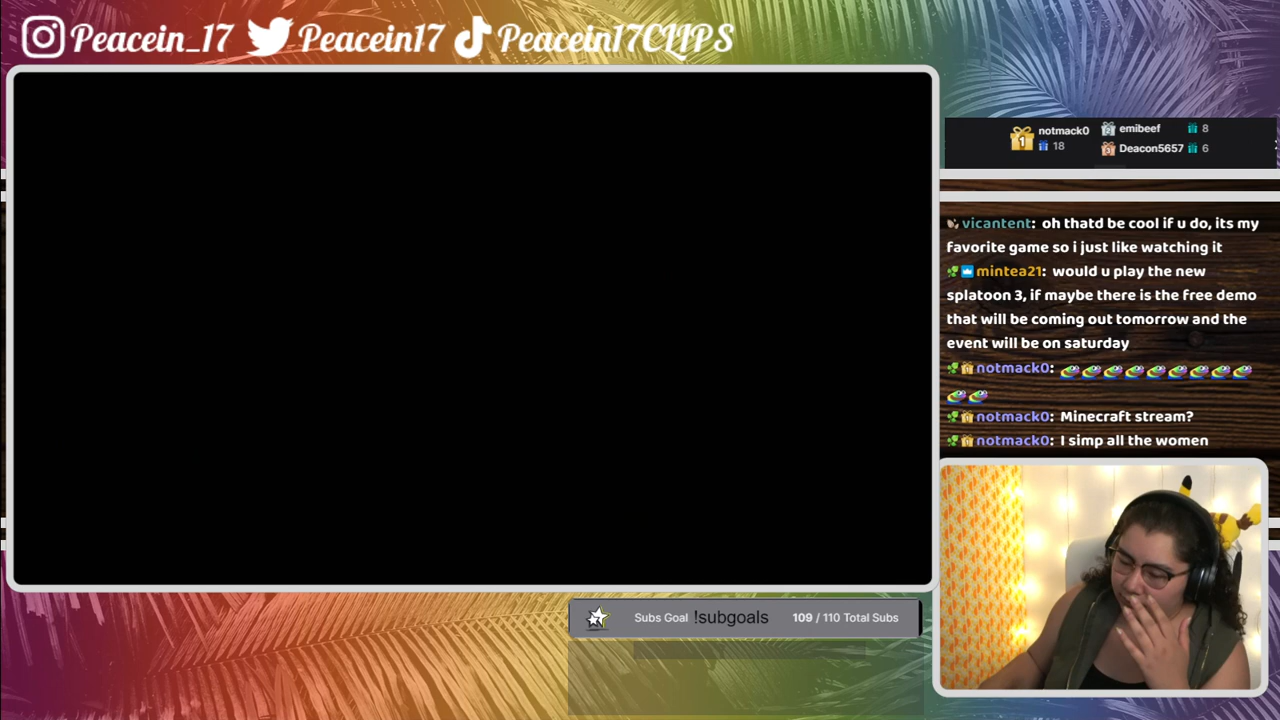 Peacein_17 Peacein17 Peacein17CLIPS
notmack0 18
emibeef 8
Deacon5657 6
vicantent: oh thatd be cool if u do, its my
favorite game so i just like watching it
mintea21: would u play the new
splatoon 3, if maybe there is the free demo
that will be coming out tomorrow and the
event will be on saturday
notmack0:
notmack0: Minecraft stream?
notmack0: I simp all the women
Subs Goal !subgoals 109 / 110 Total Subs